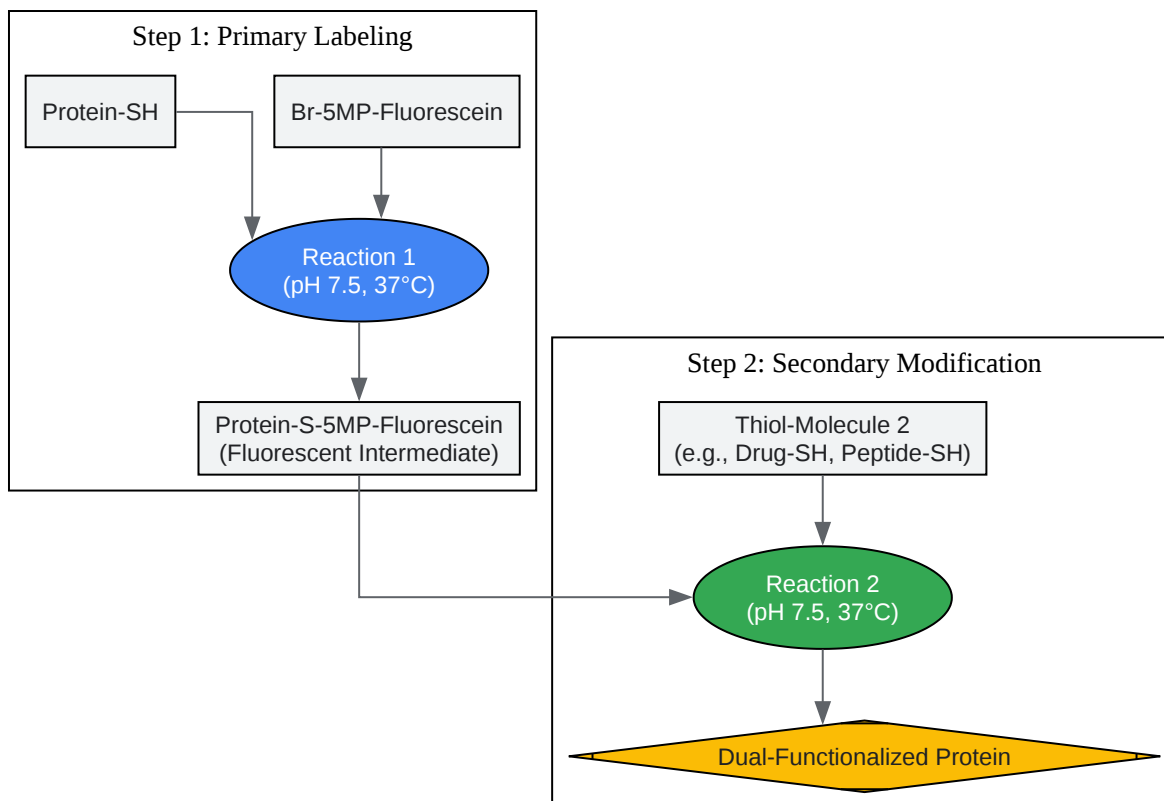 Step 1: Primary Labeling
Protein-SH
Br-5MP-Fluorescein
Reaction 1
(pH 7.5, 37°C)
Protein-S-5MP-Fluorescein
(Fluorescent Intermediate)
Step 2: Secondary Modification
Thiol-Molecule 2
(e.g., Drug-SH, Peptide-SH)
Reaction 2
(pH 7.5, 37°C)
Dual-Functionalized Protein